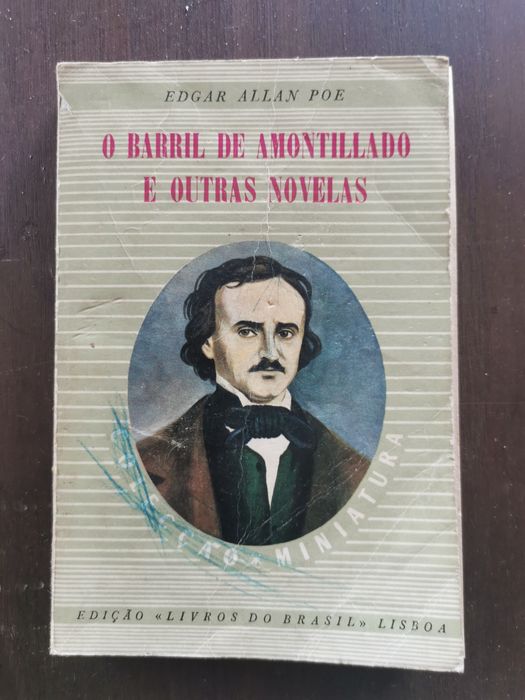 EDGAR ALLAN POE
O BARRIL DE AMONTILLADO
E OUTRAS NOVELAS
COLECÇÃO * MINIATURA
EDIÇÃO «LIVROS DO BRASIL» LISBOA